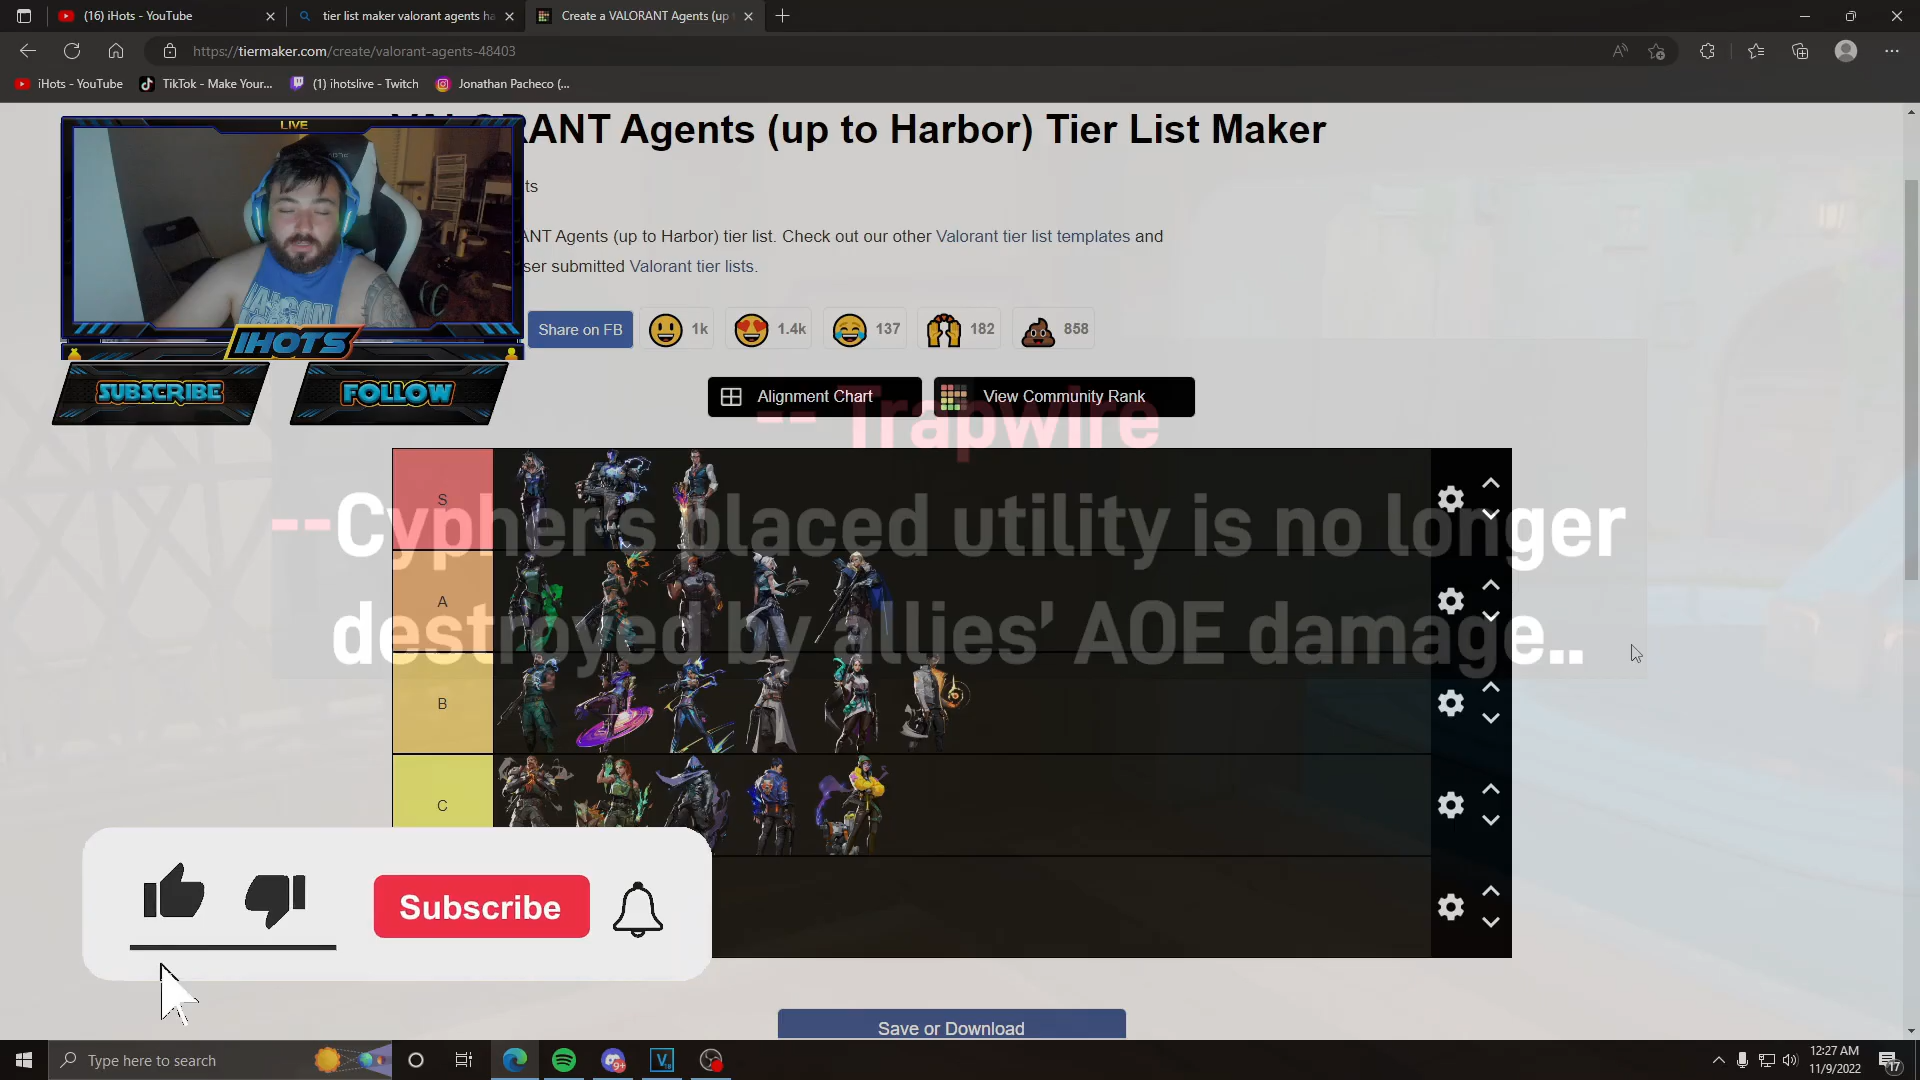 (16) iHots - YouTube
tier list maker valorant agents ha
Create a VALORANT Agents (up
https://tiermaker.com/create/valorant-agents-48403
iHots - YouTube
TikTok - Make Your...
(1) ihotslive - Twitch
Jonathan Pacheco (...
RANT Agents (up to Harbor) Tier List Maker
LIVE
ts
ANT Agents (up to Harbor) tier list. Check out our other Valorant tier list templates and
ser submitted Valorant tier lists.
IHOTS
SUBSCRIBE
FOLLOW
Share on FB
1k
1.4k
137
182
858
Alignment Chart
View Community Rank
-- Trapwire
--Cypher's placed utility is no longer
destroyed by allies' AOE damage..
S
A
B
C
Subscribe
Save or Download
Type here to search
9+
12:27 AM
11/9/2022
17